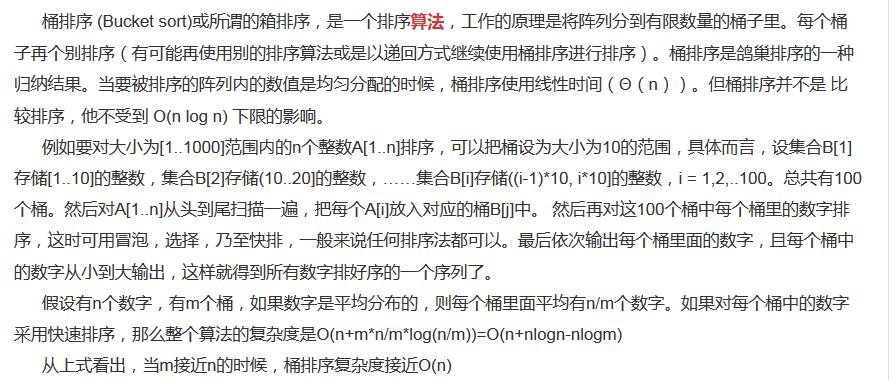 桶排序 (Bucket sort)或所谓的箱排序，是一个排序算法，工作的原理是将阵列分到有限数量的桶子里。每个桶
子再个别排序（有可能再使用别的排序算法或是以递回方式继续使用桶排序进行排序）。桶排序是鸽巢排序的一种
归纳结果。当要被排序的阵列内的数值是均匀分配的时候，桶排序使用线性时间（Θ（n））。但桶排序并不是 比
较排序，他不受到 O(n log n) 下限的影响。
例如要对大小为[1..1000]范围内的n个整数A[1..n]排序，可以把桶设为大小为10的范围，具体而言，设集合B[1]
存储[1..10]的整数，集合B[2]存储(10..20]的整数，……集合B[i]存储((i-1)*10, i*10]的整数，i = 1,2,..100。总共有100
个桶。然后对A[1..n]从头到尾扫描一遍，把每个A[i]放入对应的桶B[j]中。 然后再对这100个桶中每个桶里的数字排
序，这时可用冒泡，选择，乃至快排，一般来说任何排序法都可以。最后依次输出每个桶里面的数字，且每个桶中
的数字从小到大输出，这样就得到所有数字排好序的一个序列了。
假设有n个数字，有m个桶，如果数字是平均分布的，则每个桶里面平均有n/m个数字。如果对每个桶中的数字
采用快速排序，那么整个算法的复杂度是O(n+m*n/m*log(n/m))=O(n+nlogn-nlogm)
从上式看出，当m接近n的时候，桶排序复杂度接近O(n)